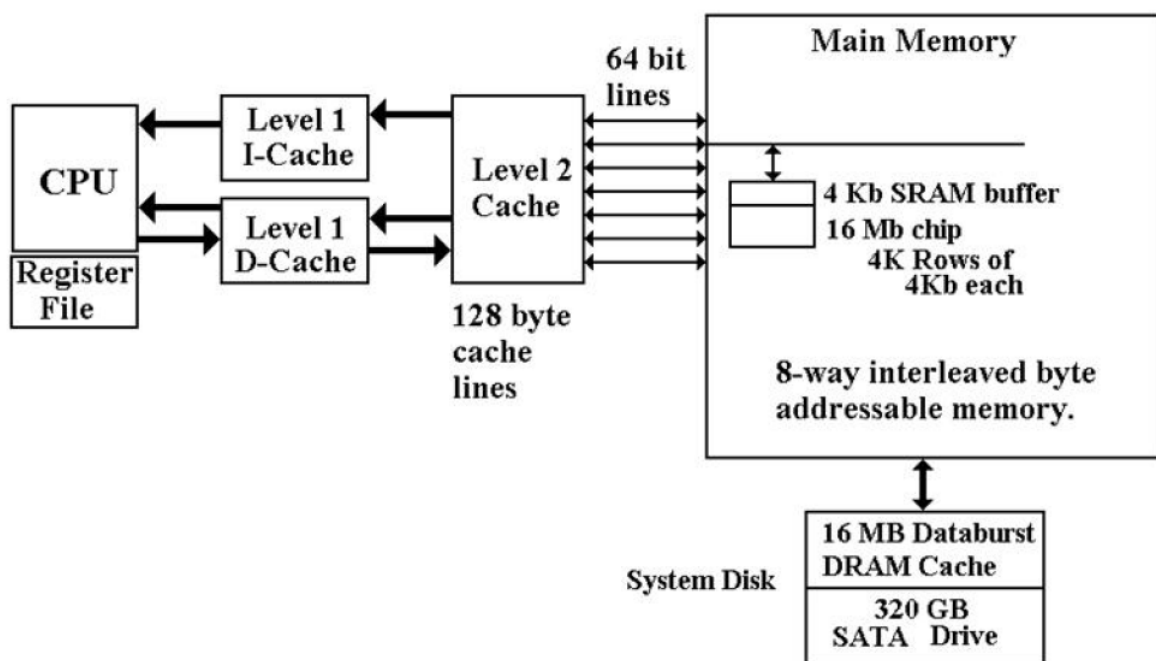 CPU
Register
File
Level 1
I-Cache
Level 1
D-Cache
Level 2
Cache
128 byte
cache
lines
64 bit
lines
Main Memory
4 Kb SRAM buffer
16 Mb chip
4K Rows of
4Kb each
8-way interleaved byte
addressable memory.
System Disk
16 MB Databurst
DRAM Cache
320 GB
SATA Drive